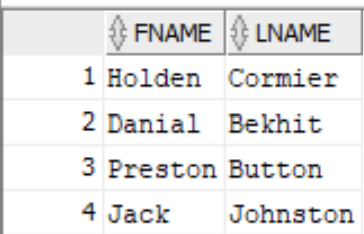 FNAME LNAME
1 Holden Cormier
2 Danial Bekhit
3 Preston Button
4 Jack Johnston